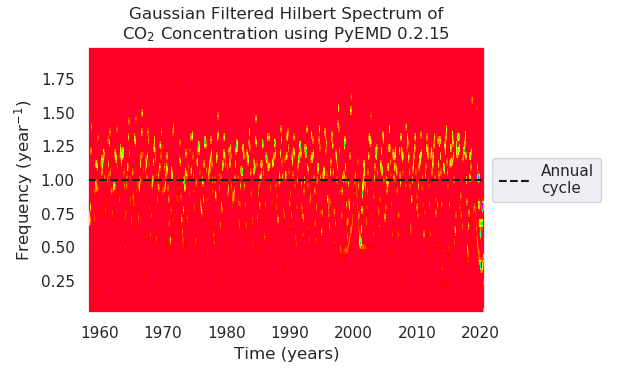 Gaussian Filtered Hilbert Spectrum of
CO₂ Concentration using PyEMD 0.2.15
Frequency (year⁻¹)
1.75
1.50
1.25
1.00
0.75
0.50
0.25
1960 1970 1980 1990 2000 2010 2020
Time (years)
Annual
cycle